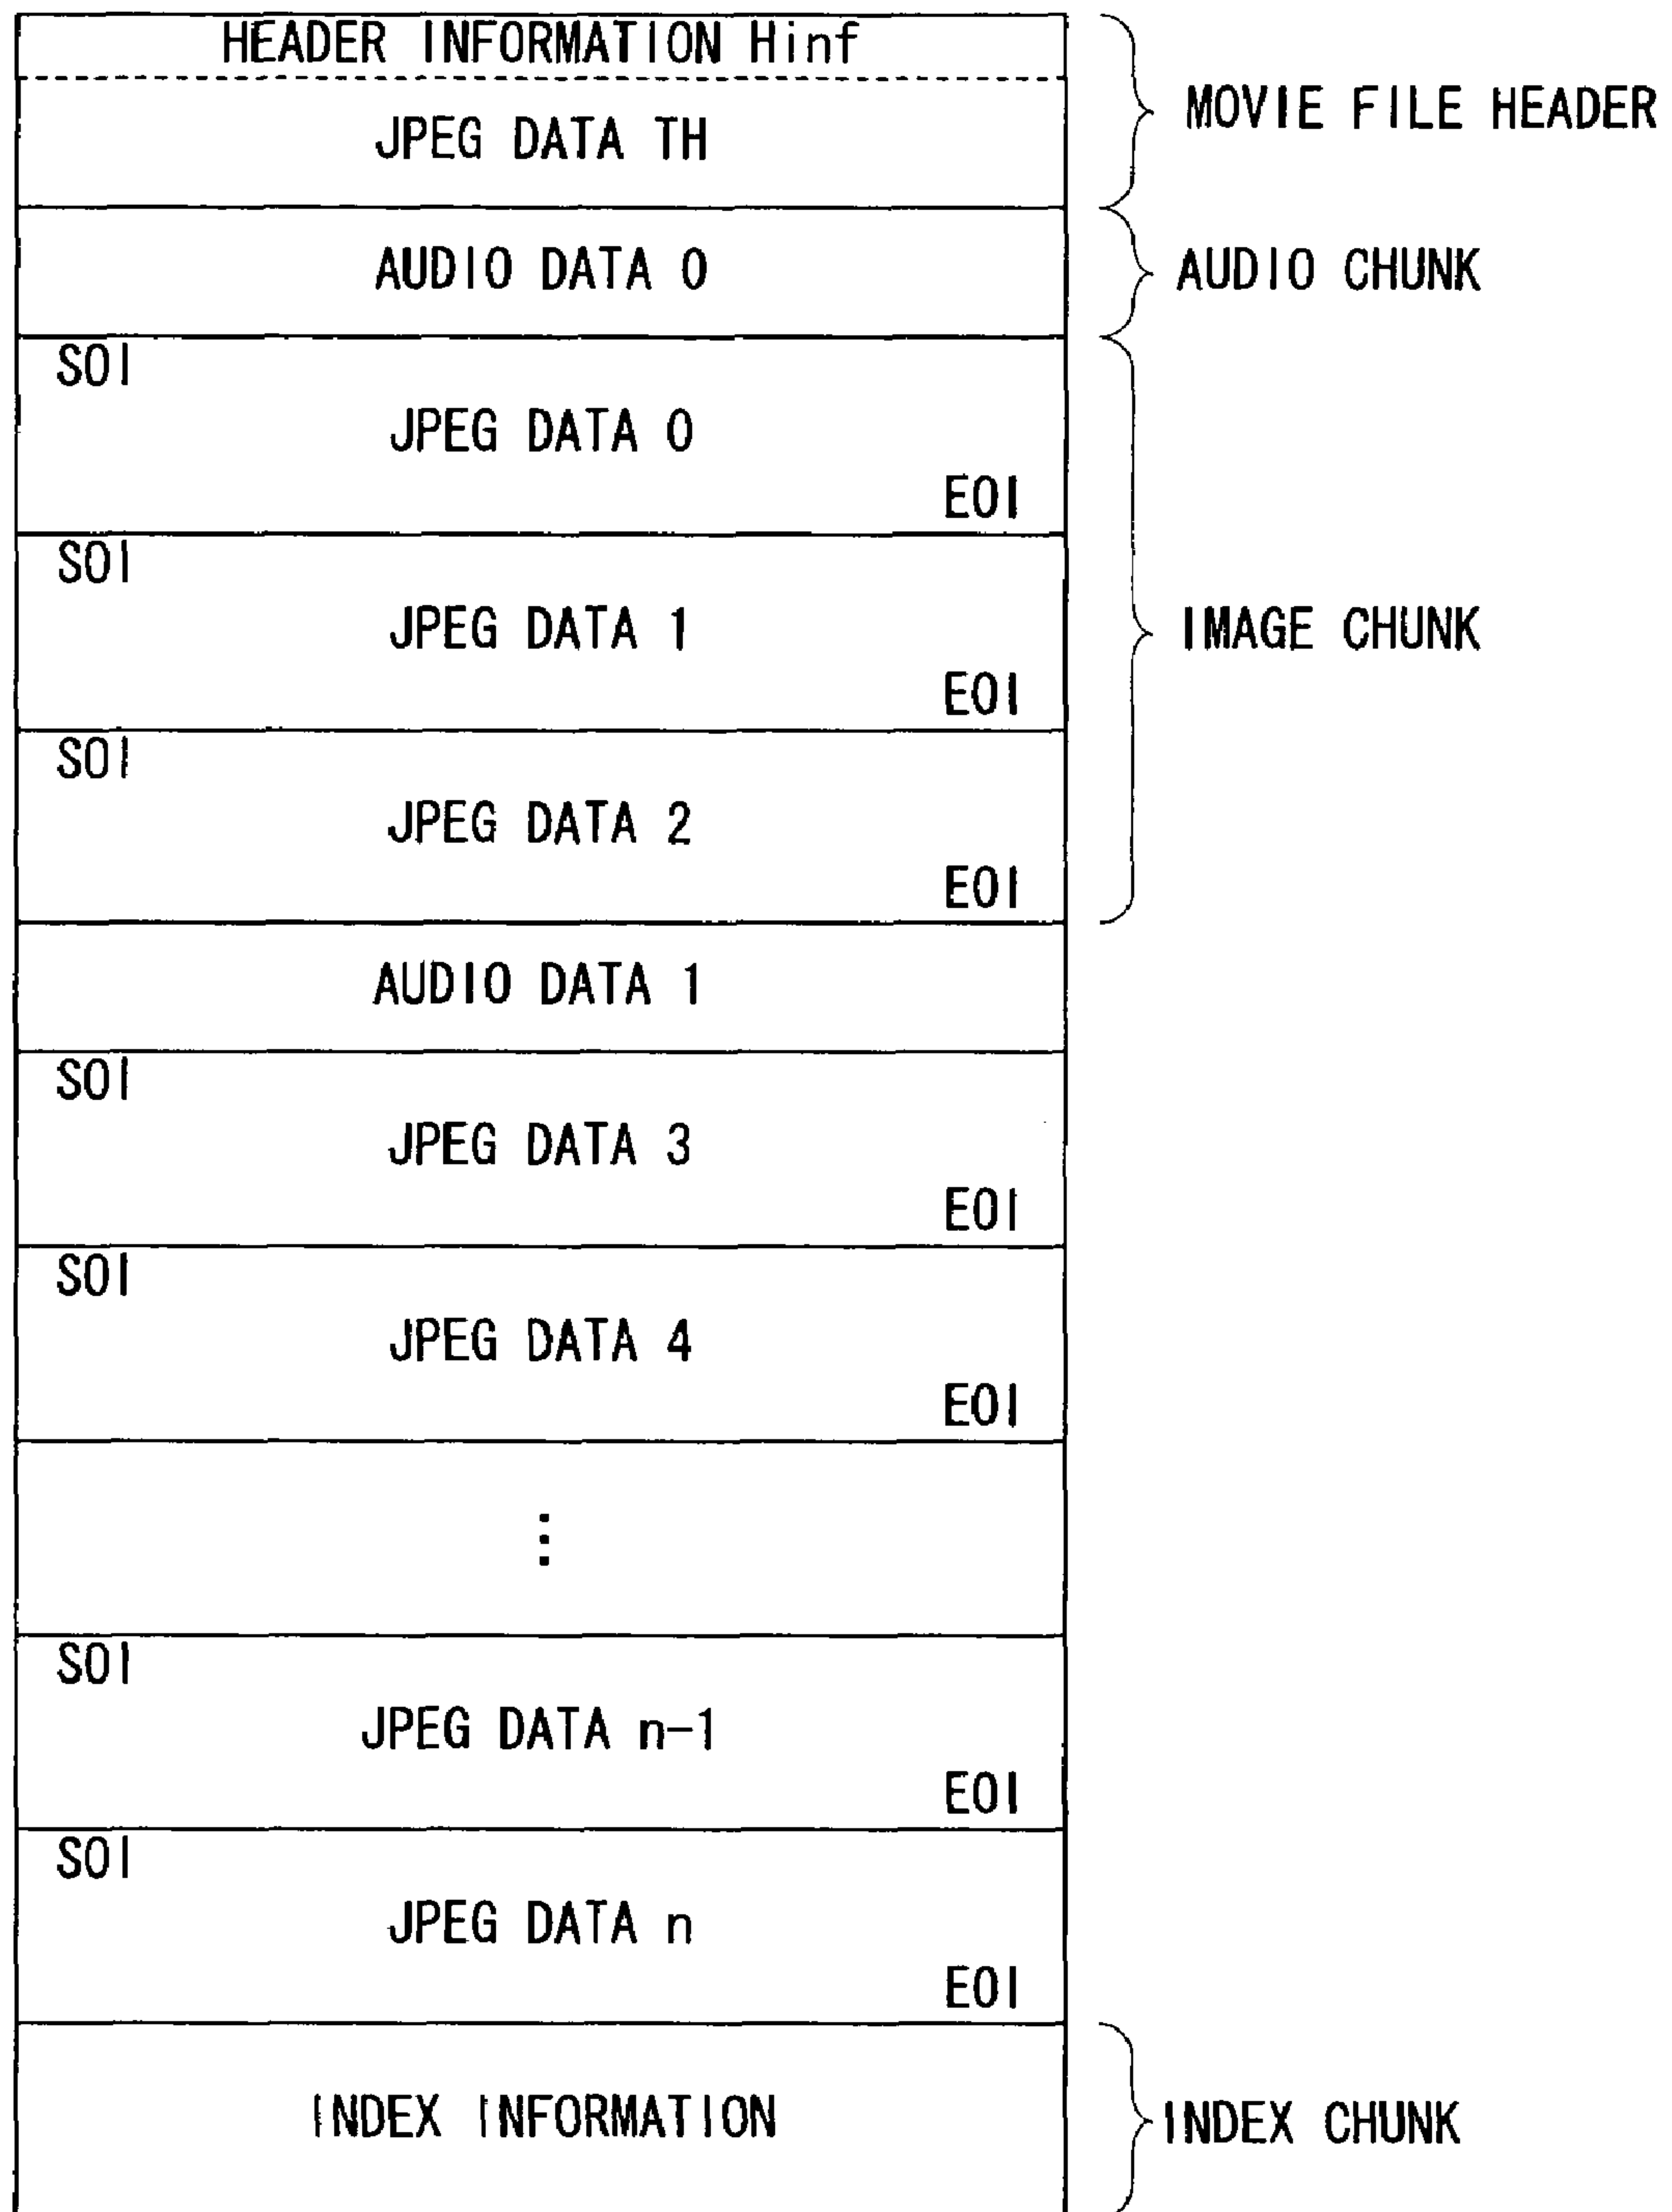 HEADER INFORMATION Hinf
JPEG DATA TH
MOVIE FILE HEADER
AUDIO DATA 0
AUDIO CHUNK
SOI
JPEG DATA 0
EOI
SOI
JPEG DATA 1
EOI
IMAGE CHUNK
SOI
JPEG DATA 2
EOI
AUDIO DATA 1
SOI
JPEG DATA 3
EOI
SOI
JPEG DATA 4
EOI
⋮
SOI
JPEG DATA n-1
EOI
SOI
JPEG DATA n
EOI
INDEX INFORMATION
INDEX CHUNK